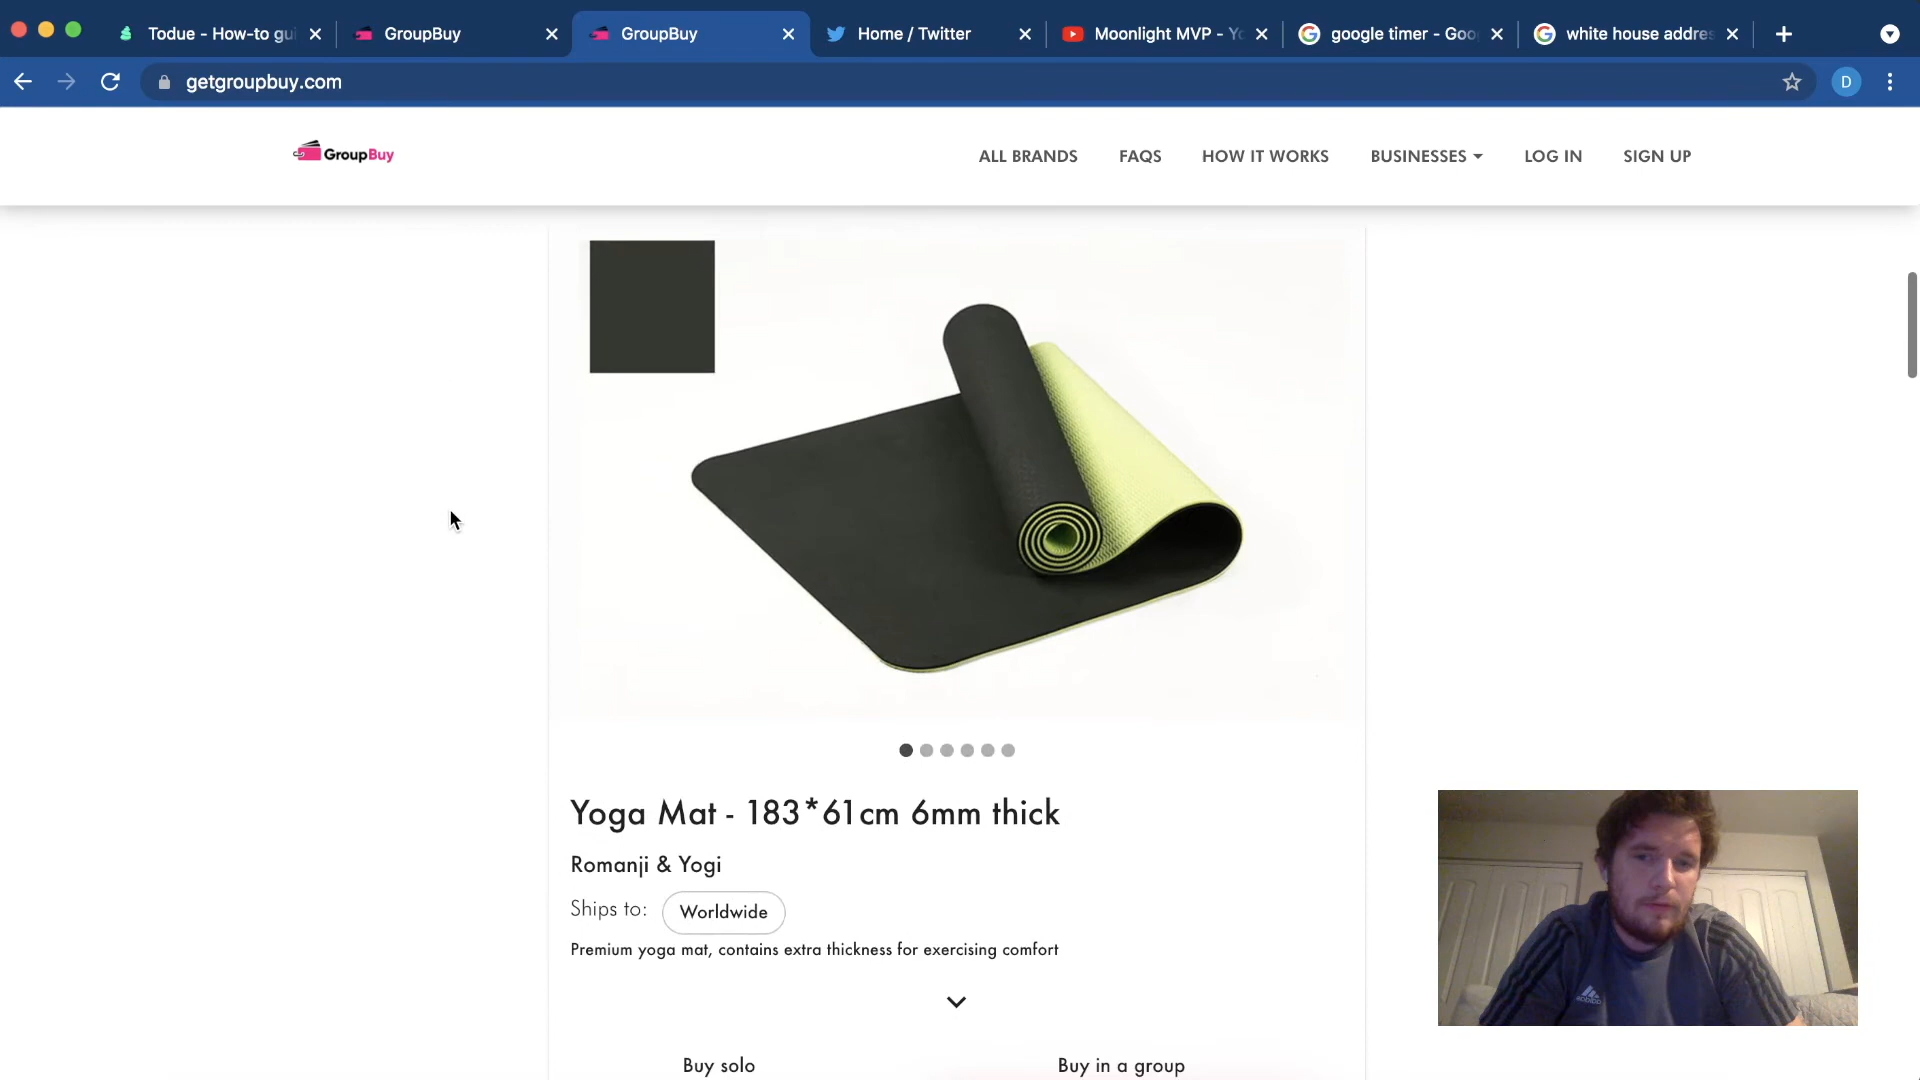 Todue - How-to gui
GroupBuy
GroupBuy
Home / Twitter
Moonlight MVP - Yo
google timer - Goo
white house addres
getgroupbuy.com
D
GroupBuy
ALL BRANDS
FAQS
HOW IT WORKS
BUSINESSES
LOG IN
SIGN UP
Yoga Mat - 183*61cm 6mm thick
Romanji & Yogi
Ships to:
Worldwide
Premium yoga mat, contains extra thickness for exercising comfort
Buy solo
Buy in a group
adidas